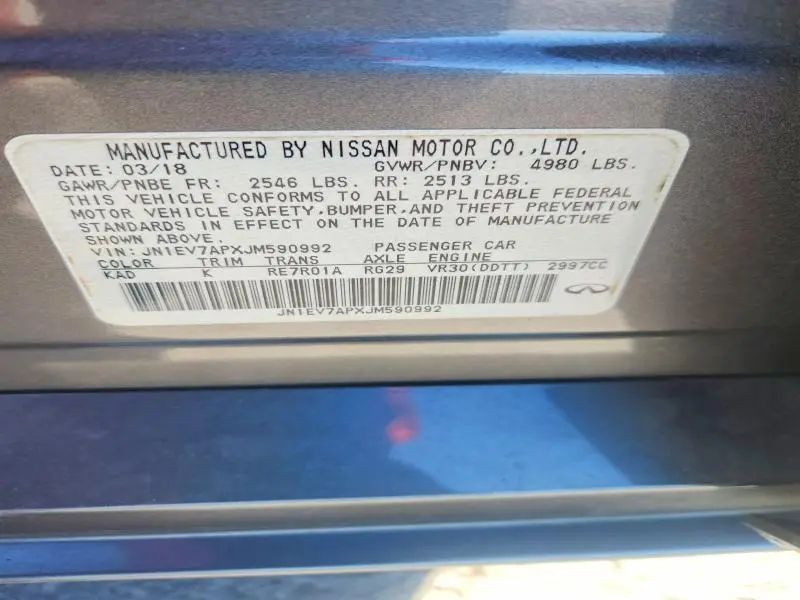 MANUFACTURED BY NISSAN MOTOR CO.,LTD.
DATE: 03/18 GVWR/PNBV: 4980 LBS.
GAWR/PNBE FR: 2546 LBS. RR: 2513 LBS.
THIS VEHICLE CONFORMS TO ALL APPLICABLE FEDERAL
MOTOR VEHICLE SAFETY,BUMPER,AND THEFT PREVENTION
STANDARDS IN EFFECT ON THE DATE OF MANUFACTURE
SHOWN ABOVE.
VIN: JN1EV7APXJM590992 PASSENGER CAR
COLOR TRIM TRANS AXLE ENGINE
KAD K RE7R01A RG29 VR30(DDTT) 2997CC
JN1EV7APXJM590992